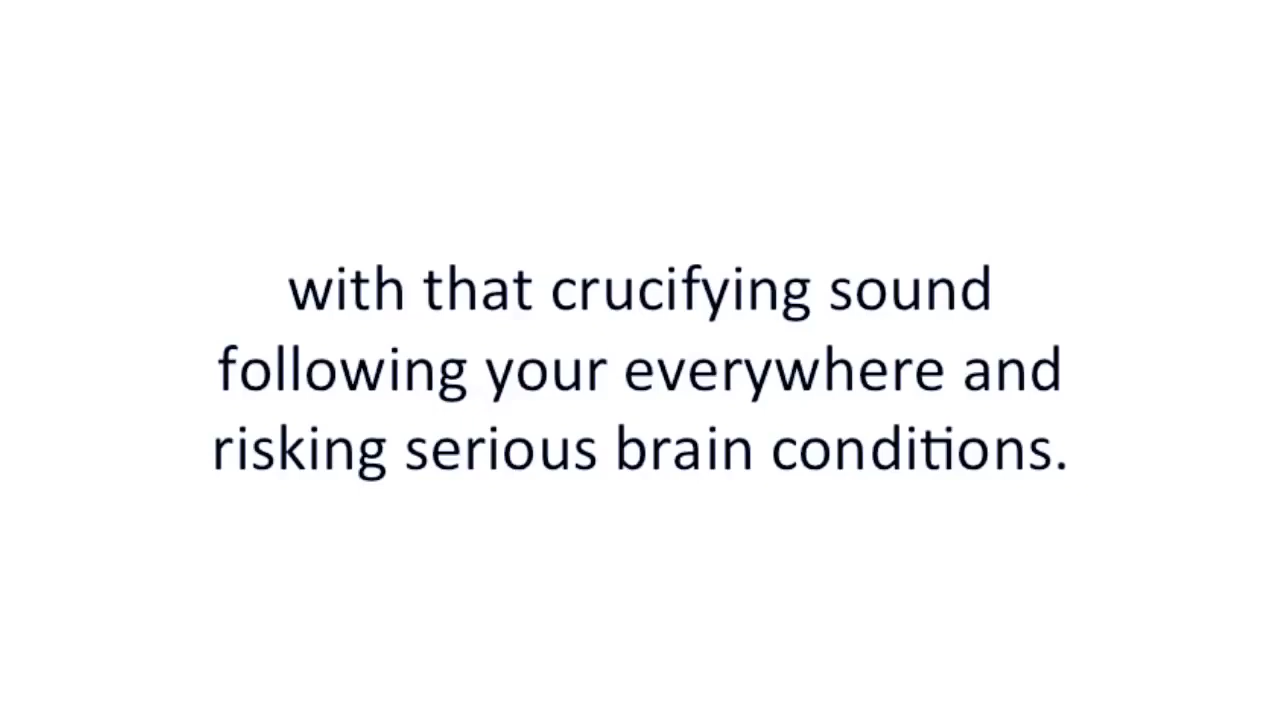 with that crucifying sound
following your everywhere and
risking serious brain conditions.